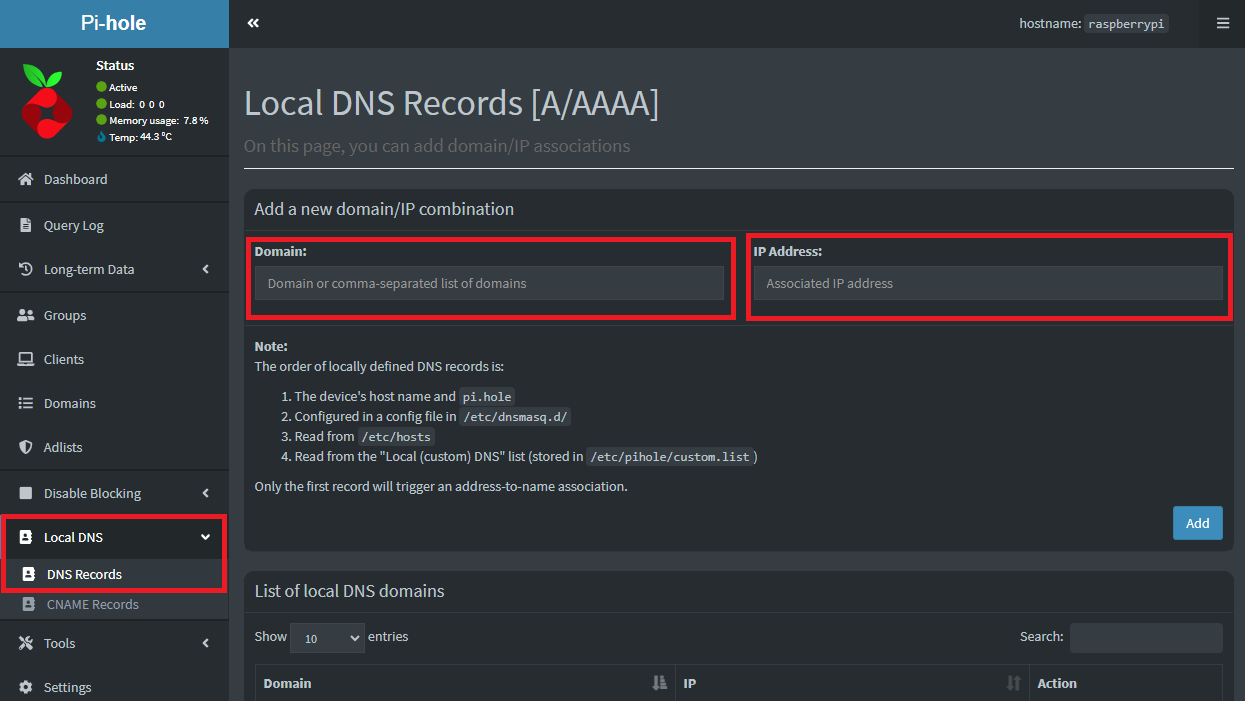 Pi-hole
hostname: raspberrypi
Status
Active
Load: 0 0 0
Memory usage: 7.8 %
Temp: 44.3 °C
Dashboard
Query Log
Long-term Data
Groups
Clients
Domains
Adlists
Disable Blocking
Local DNS
DNS Records
CNAME Records
Tools
Settings
Local DNS Records [A/AAAA]
On this page, you can add domain/IP associations
Add a new domain/IP combination
Domain:
Domain or comma-separated list of domains
IP Address:
Associated IP address
Note:
The order of locally defined DNS records is:
1. The device's host name and pi.hole
2. Configured in a config file in /etc/dnsmasq.d/
3. Read from /etc/hosts
4. Read from the "Local (custom) DNS" list (stored in /etc/pihole/custom.list)
Only the first record will trigger an address-to-name association.
Add
List of local DNS domains
Show 10 entries
Search:
Domain IP Action